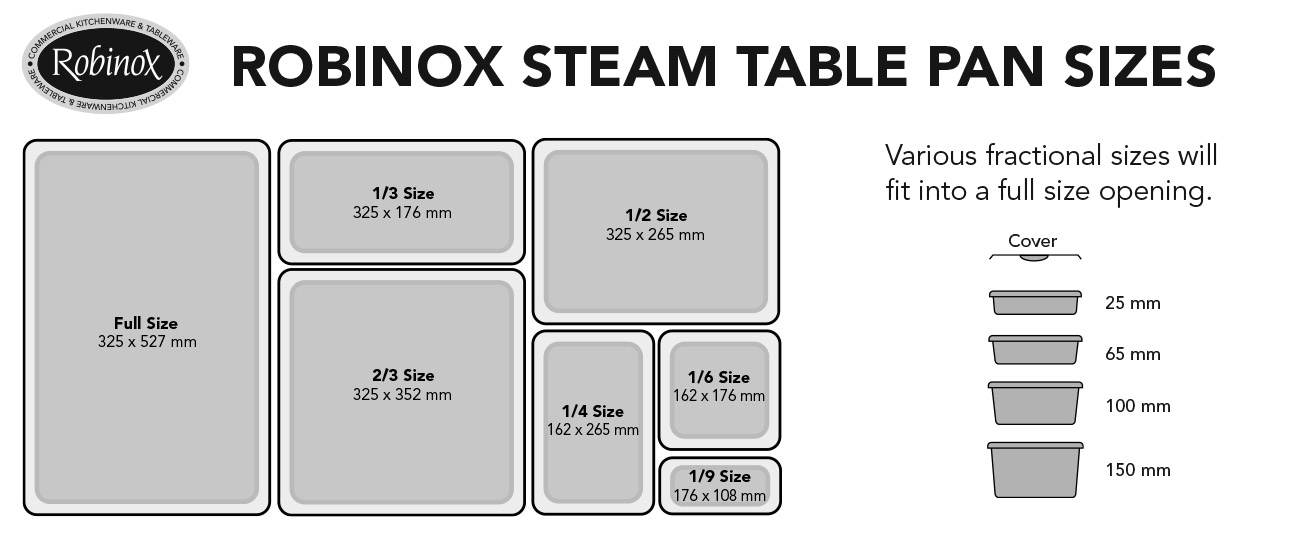 COMMERCIAL KITCHENWARE & TABLEWARE • COMMERCIAL KITCHENWARE & TABLEWARE •
Robinox
ROBINOX STEAM TABLE PAN SIZES
Full Size
325 x 527 mm
1/3 Size
325 x 176 mm
2/3 Size
325 x 352 mm
1/2 Size
325 x 265 mm
1/4 Size
162 x 265 mm
1/6 Size
162 x 176 mm
1/9 Size
176 x 108 mm
Various fractional sizes will
fit into a full size opening.
Cover
25 mm
65 mm
100 mm
150 mm